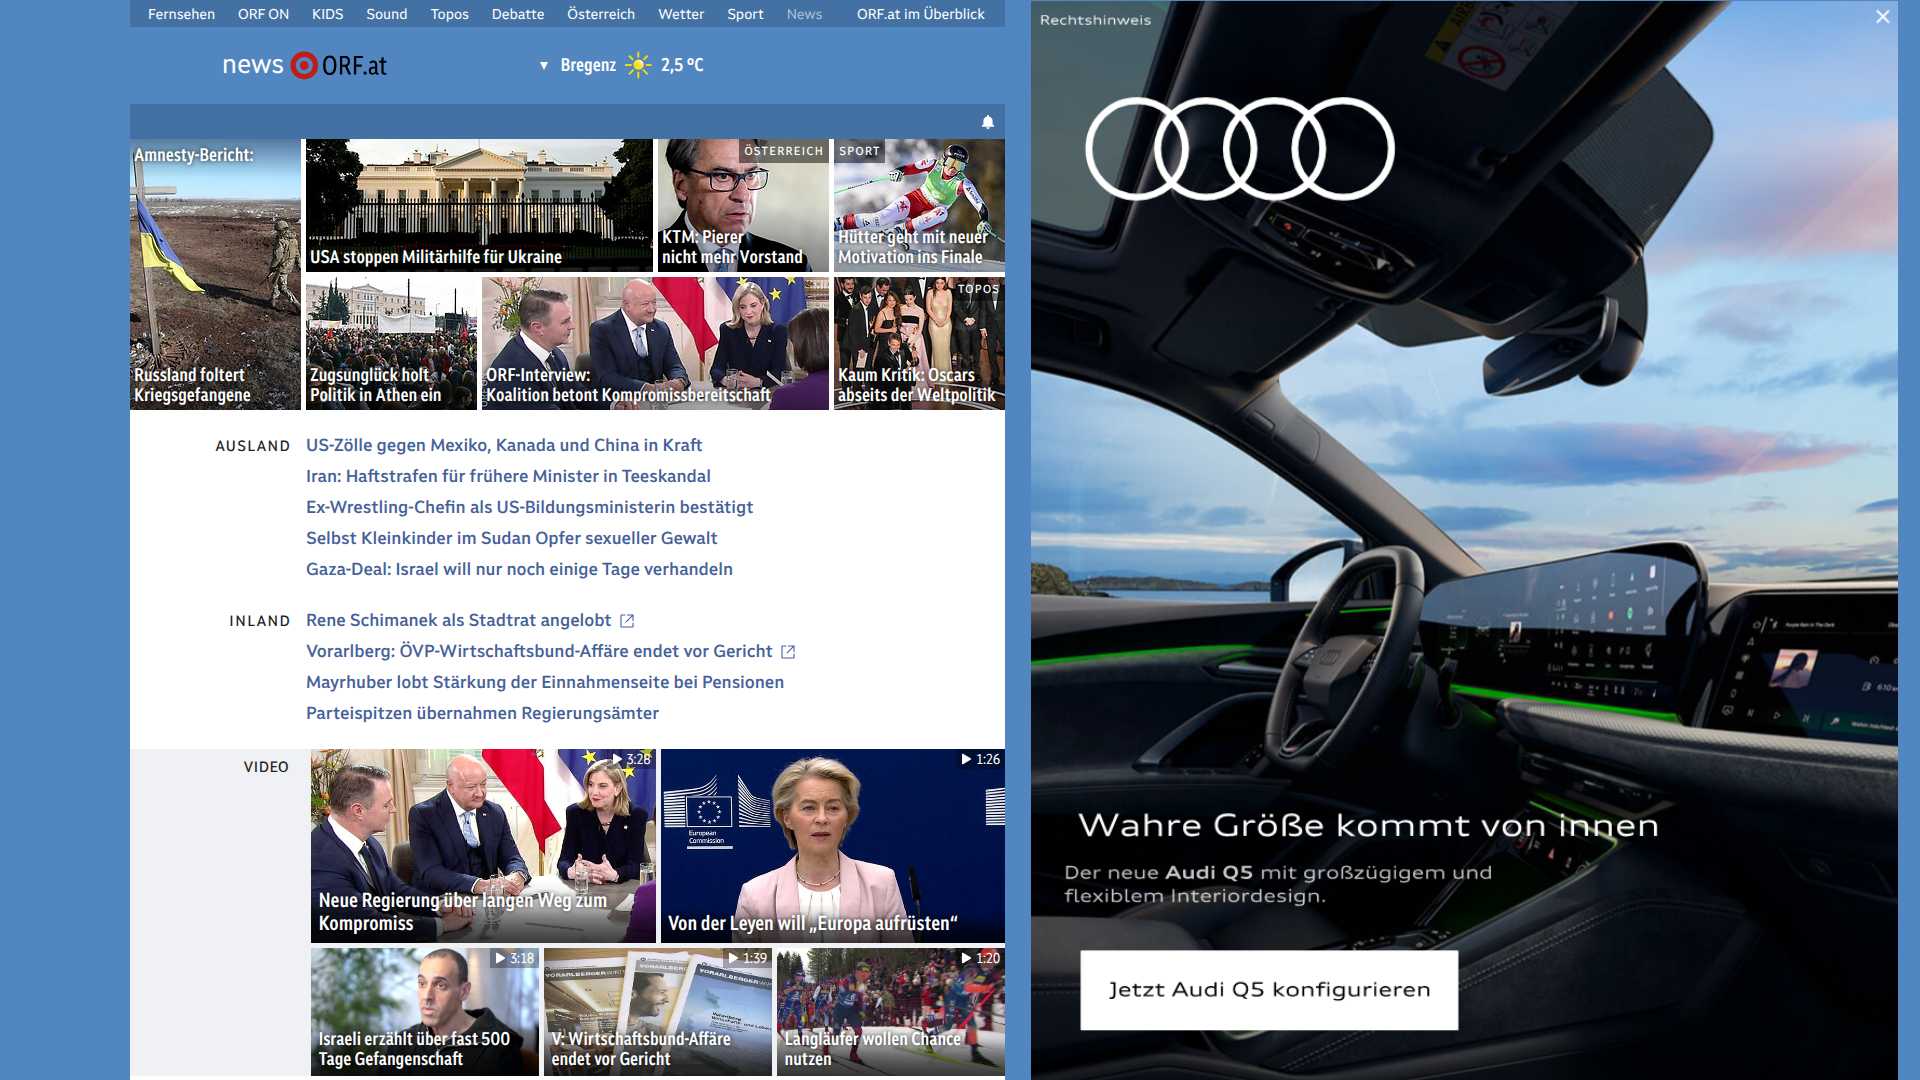 Fernsehen ORF ON KIDS Sound Topos Debatte Österreich Wetter Sport News ORF.at im Überblick
news ORF.at
▼ Bregenz 2,5 °C
Amnesty-Bericht:
Russland foltert
Kriegsgefangene
USA stoppen Militärhilfe für Ukraine
ÖSTERREICH
KTM: Pierer
nicht mehr Vorstand
SPORT
Hütter geht mit neuer
Motivation ins Finale
Zugsunglück holt
Politik in Athen ein
ORF-Interview:
Koalition betont Kompromissbereitschaft
TOPOS
Kaum Kritik: Oscars
abseits der Weltpolitik
AUSLAND
US-Zölle gegen Mexiko, Kanada und China in Kraft
Iran: Haftstrafen für frühere Minister in Teeskandal
Ex-Wrestling-Chefin als US-Bildungsministerin bestätigt
Selbst Kleinkinder im Sudan Opfer sexueller Gewalt
Gaza-Deal: Israel will nur noch einige Tage verhandeln
INLAND
Rene Schimanek als Stadtrat angelobt
Vorarlberg: ÖVP-Wirtschaftsbund-Affäre endet vor Gericht
Mayrhuber lobt Stärkung der Einnahmenseite bei Pensionen
Parteispitzen übernahmen Regierungsämter
VIDEO
3:28
Neue Regierung über langen Weg zum
Kompromiss
1:26
European
Commission
Von der Leyen will „Europa aufrüsten“
3:18
Israeli erzählt über fast 500
Tage Gefangenschaft
1:39
V: Wirtschaftsbund-Affäre
endet vor Gericht
1:20
Langläufer wollen Chance
nutzen
Rechtshinweis
Wahre Größe kommt von innen
Der neue Audi Q5 mit großzügigem und
flexiblem Interiordesign.
Jetzt Audi Q5 konfigurieren